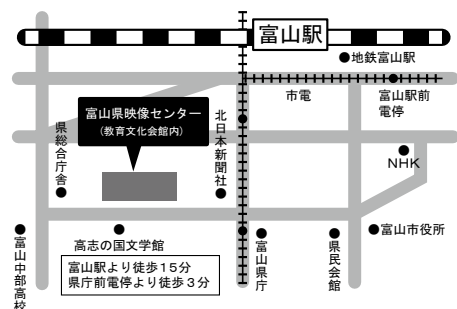 富山駅
地鉄富山駅
市電
富山駅前
電停
富山県映像センター
(教育文化会館内)
北日本新聞社
県総合庁舎
NHK
高志の国文学館
富山県庁
県民会館
富山市役所
富山中部高校
富山駅より徒歩15分
県庁前電停より徒歩3分